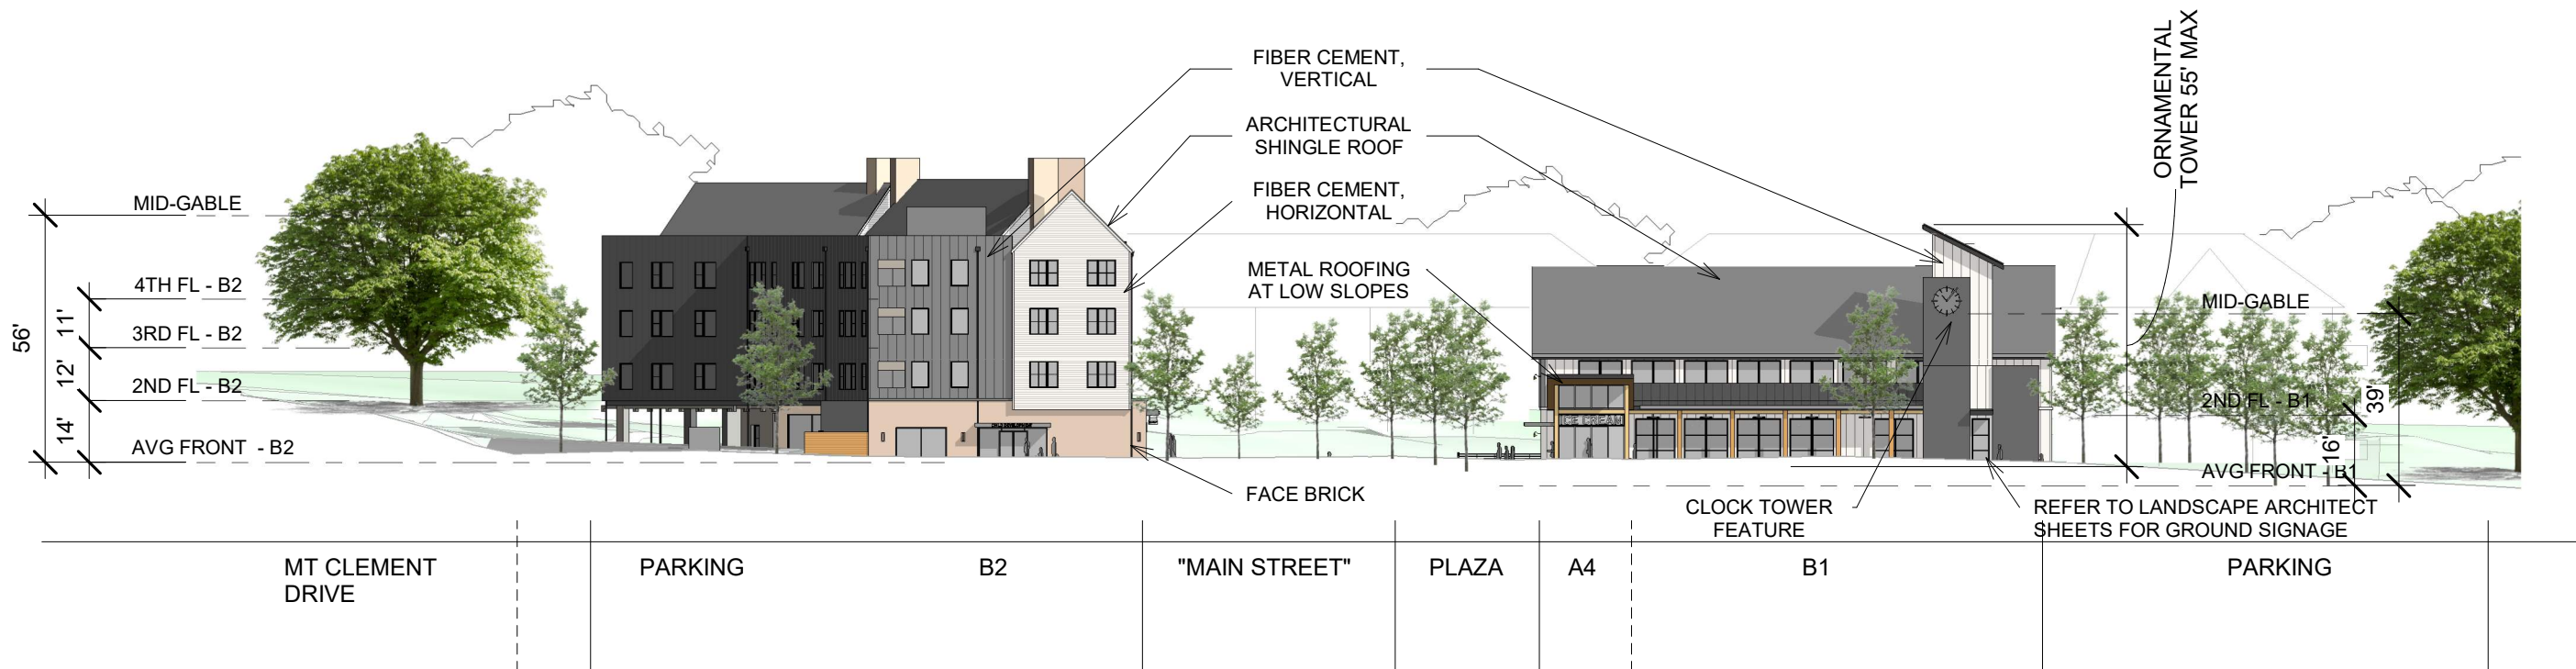 FIBER CEMENT,
VERTICAL
ARCHITECTURAL
SHINGLE ROOF
FIBER CEMENT,
HORIZONTAL
METAL ROOFING
AT LOW SLOPES
ORNAMENTAL
TOWER 55' MAX
MID-GABLE
4TH FL - B2
3RD FL - B2
2ND FL - B2
AVG FRONT - B2
56'
11'
12'
14'
ICE CREAM
MID-GABLE
2ND FL - B1
AVG FRONT - B1
39'
16'
FACE BRICK
CLOCK TOWER
FEATURE
REFER TO LANDSCAPE ARCHITECT
SHEETS FOR GROUND SIGNAGE
MT CLEMENT
DRIVE
PARKING
B2
"MAIN STREET"
PLAZA
A4
B1
PARKING